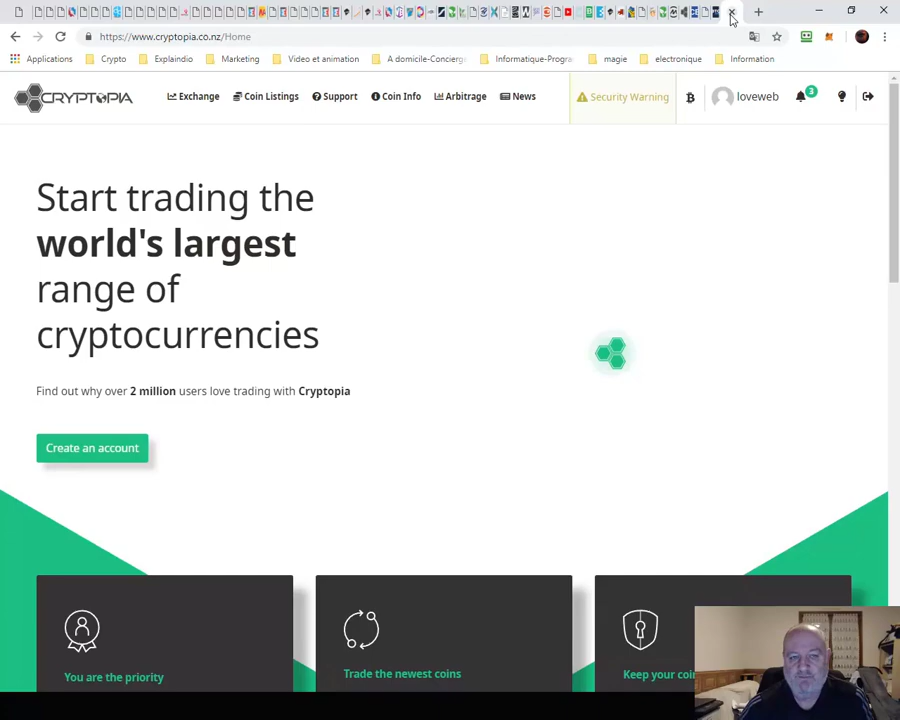 https://www.cryptopia.co.nz/Home
Applications Crypto Explaindio Marketing Video et animation A domicile-Concierg Informatique-Progra magie electronique Information
CRYPTOPIA Exchange Coin Listings Support Coin Info Arbitrage News Security Warning loveweb 3
Start trading the
world's largest
range of
cryptocurrencies
Find out why over 2 million users love trading with Cryptopia
Create an account
You are the priority
Trade the newest coins
Keep your coi